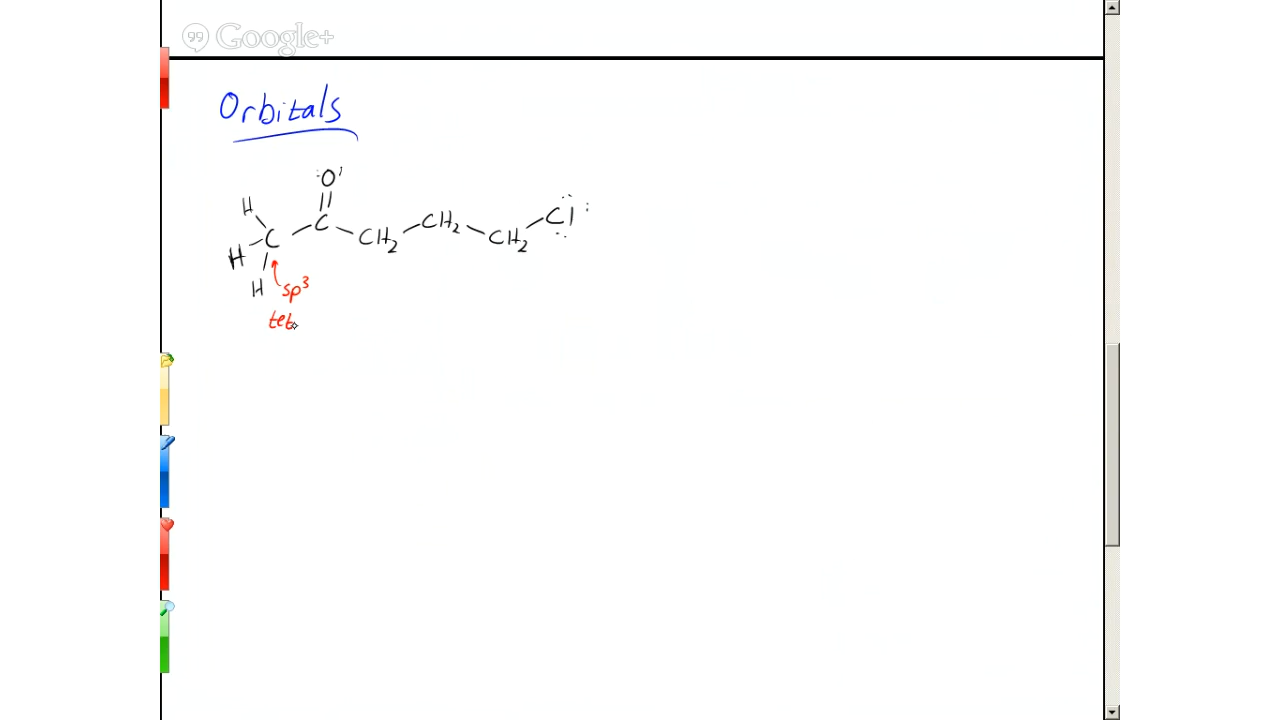 Google+
Orbitals
:O'
H C || Cl
H C C CH2 CH2 CH2
H sp3
tet